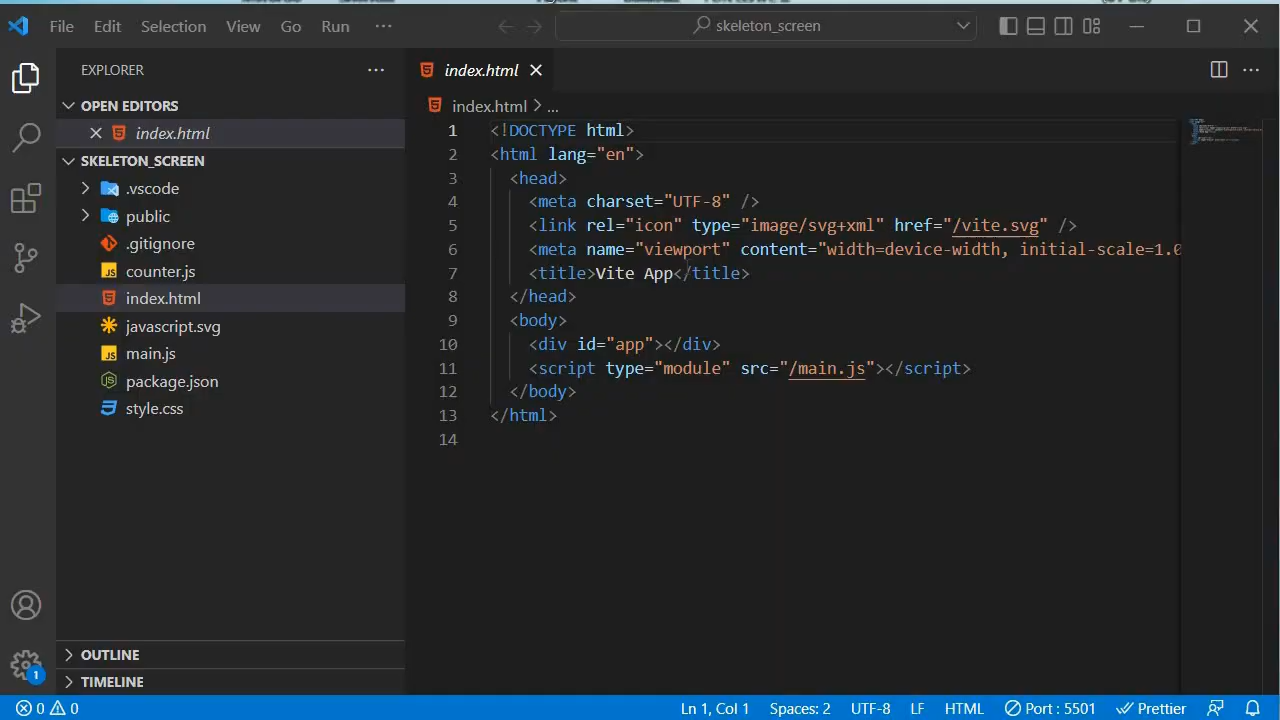 File Edit Selection View Go Run ... skeleton_screen
EXPLORER ...
index.html
OPEN EDITORS
index.html
index.html > ...
SKELETON_SCREEN
.vscode
public
.gitignore
counter.js
index.html
javascript.svg
main.js
package.json
style.css
1 <!DOCTYPE html>
2 <html lang="en">
3 <head>
4 <meta charset="UTF-8" />
5 <link rel="icon" type="image/svg+xml" href="/vite.svg" />
6 <meta name="viewport" content="width=device-width, initial-scale=1.0
7 <title>Vite App</title>
8 </head>
9 <body>
10 <div id="app"></div>
11 <script type="module" src="/main.js"></script>
12 </body>
13 </html>
14
OUTLINE
TIMELINE
1
0 0 Ln 1, Col 1 Spaces: 2 UTF-8 LF HTML Port : 5501 Prettier